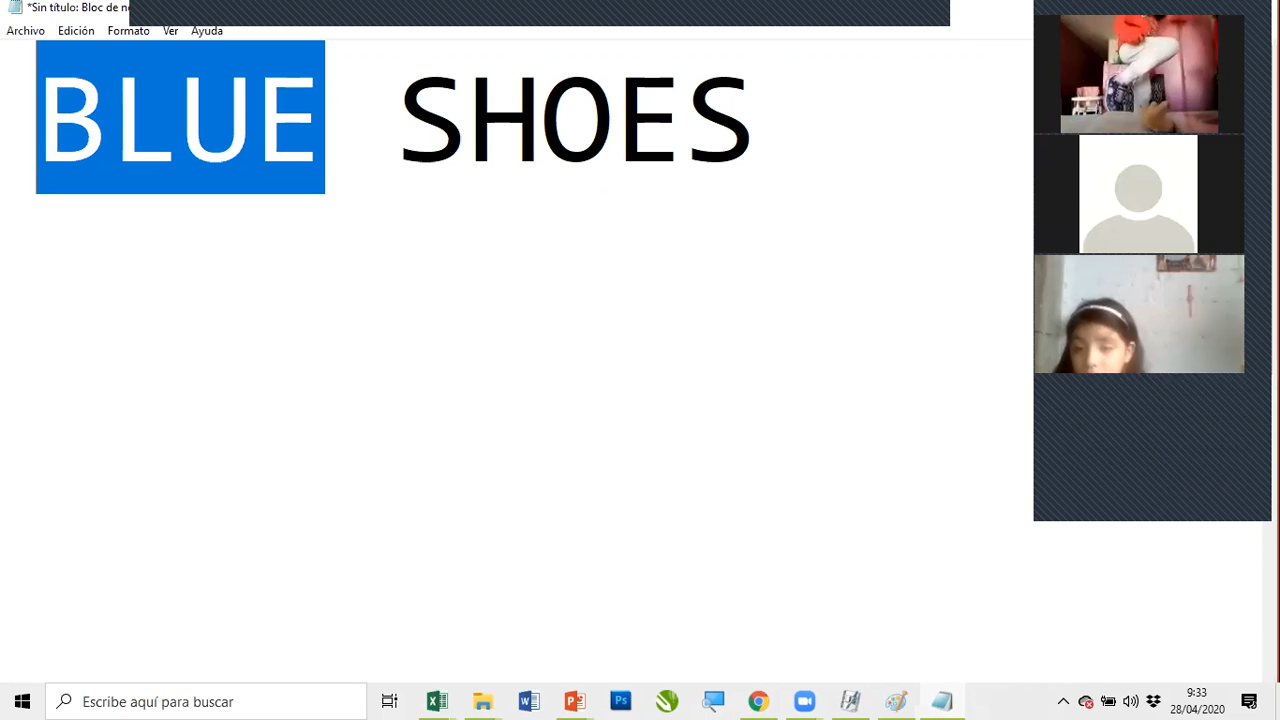 *Sin título: Bloc de no
Archivo Edición Formato Ver Ayuda
BLUE SHOES
Escribe aquí para buscar
9:33
28/04/2020